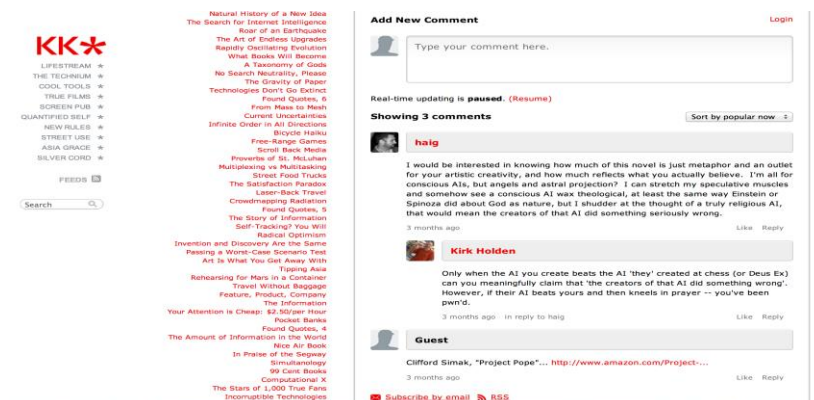 KK*
LIFESTREAM
THE TECHNIUM
COOL TOOLS
TRUE FILMS
SCREEN PUB
QUANTIFIED SELF
NEW RULES
STREET USE
ASIA GRACE
SILVER CORD
FEEDS
Search
Natural History of a New Idea
The Search for Internet Intelligence
Roar of an Earthquake
The Art of Endless Upgrades
Rapidly Oscillating Evolution
What Books Will Become
A Taxonomy of Gods
No Search Neutrality, Please
The Gravity of Paper
Technologies Don't Go Extinct
Found Quotes, 6
From Mass to Mesh
Current Uncertainties
Infinite Order in All Directions
Bicycle Haiku
Free-Range Games
Scroll Back Media
Proverbs of St. McLuhan
Multiplexing vs Multitasking
Street Food Trucks
The Satisfaction Paradox
Laser-Back Travel
Crowdmapping Radiation
Found Quotes, 5
The Story of Information
Self-Tracking? You Will
Radical Optimism
Invention and Discovery Are the Same
Passing a Worst-Case Scenario Test
Art Is What You Get Away With
Tipping Asia
Rehearsing for Mars in a Container
Travel Without Baggage
Feature, Product, Company
The Information
Your Attention is Cheap: $2.50/per Hour
Pocket Banks
Found Quotes, 4
The Amount of Information in the World
Nice Air Book
In Praise of the Segway
Simultanology
99 Cent Books
Computational X
The Stars of 1,000 True Fans
Incorruptible Technologies
Add New Comment
Login
Type your comment here.
Real-time updating is paused. (Resume)
Showing 3 comments
Sort by popular now
haig
I would be interested in knowing how much of this novel is just metaphor and an outlet
for your artistic creativity, and how much reflects what you actually believe. I'm all for
conscious AIs, but angels and astral projection? I can stretch my speculative muscles
and somehow see a conscious AI wax theological, at least the same way Einstein or
Spinoza did about God as nature, but I shudder at the thought of a truly religious AI,
that would mean the creators of that AI did something seriously wrong.
3 months ago
Like Reply
Kirk Holden
Only when the AI you create beats the AI 'they' created at chess (or Deus Ex)
can you meaningfully claim that 'the creators of that AI did something wrong'.
However, if their AI beats yours and then kneels in prayer -- you've been
pwn'd.
3 months ago in reply to haig
Like Reply
Guest
Clifford Simak, "Project Pope"... http://www.amazon.com/Project-...
3 months ago
Like Reply
Subscribe by email RSS